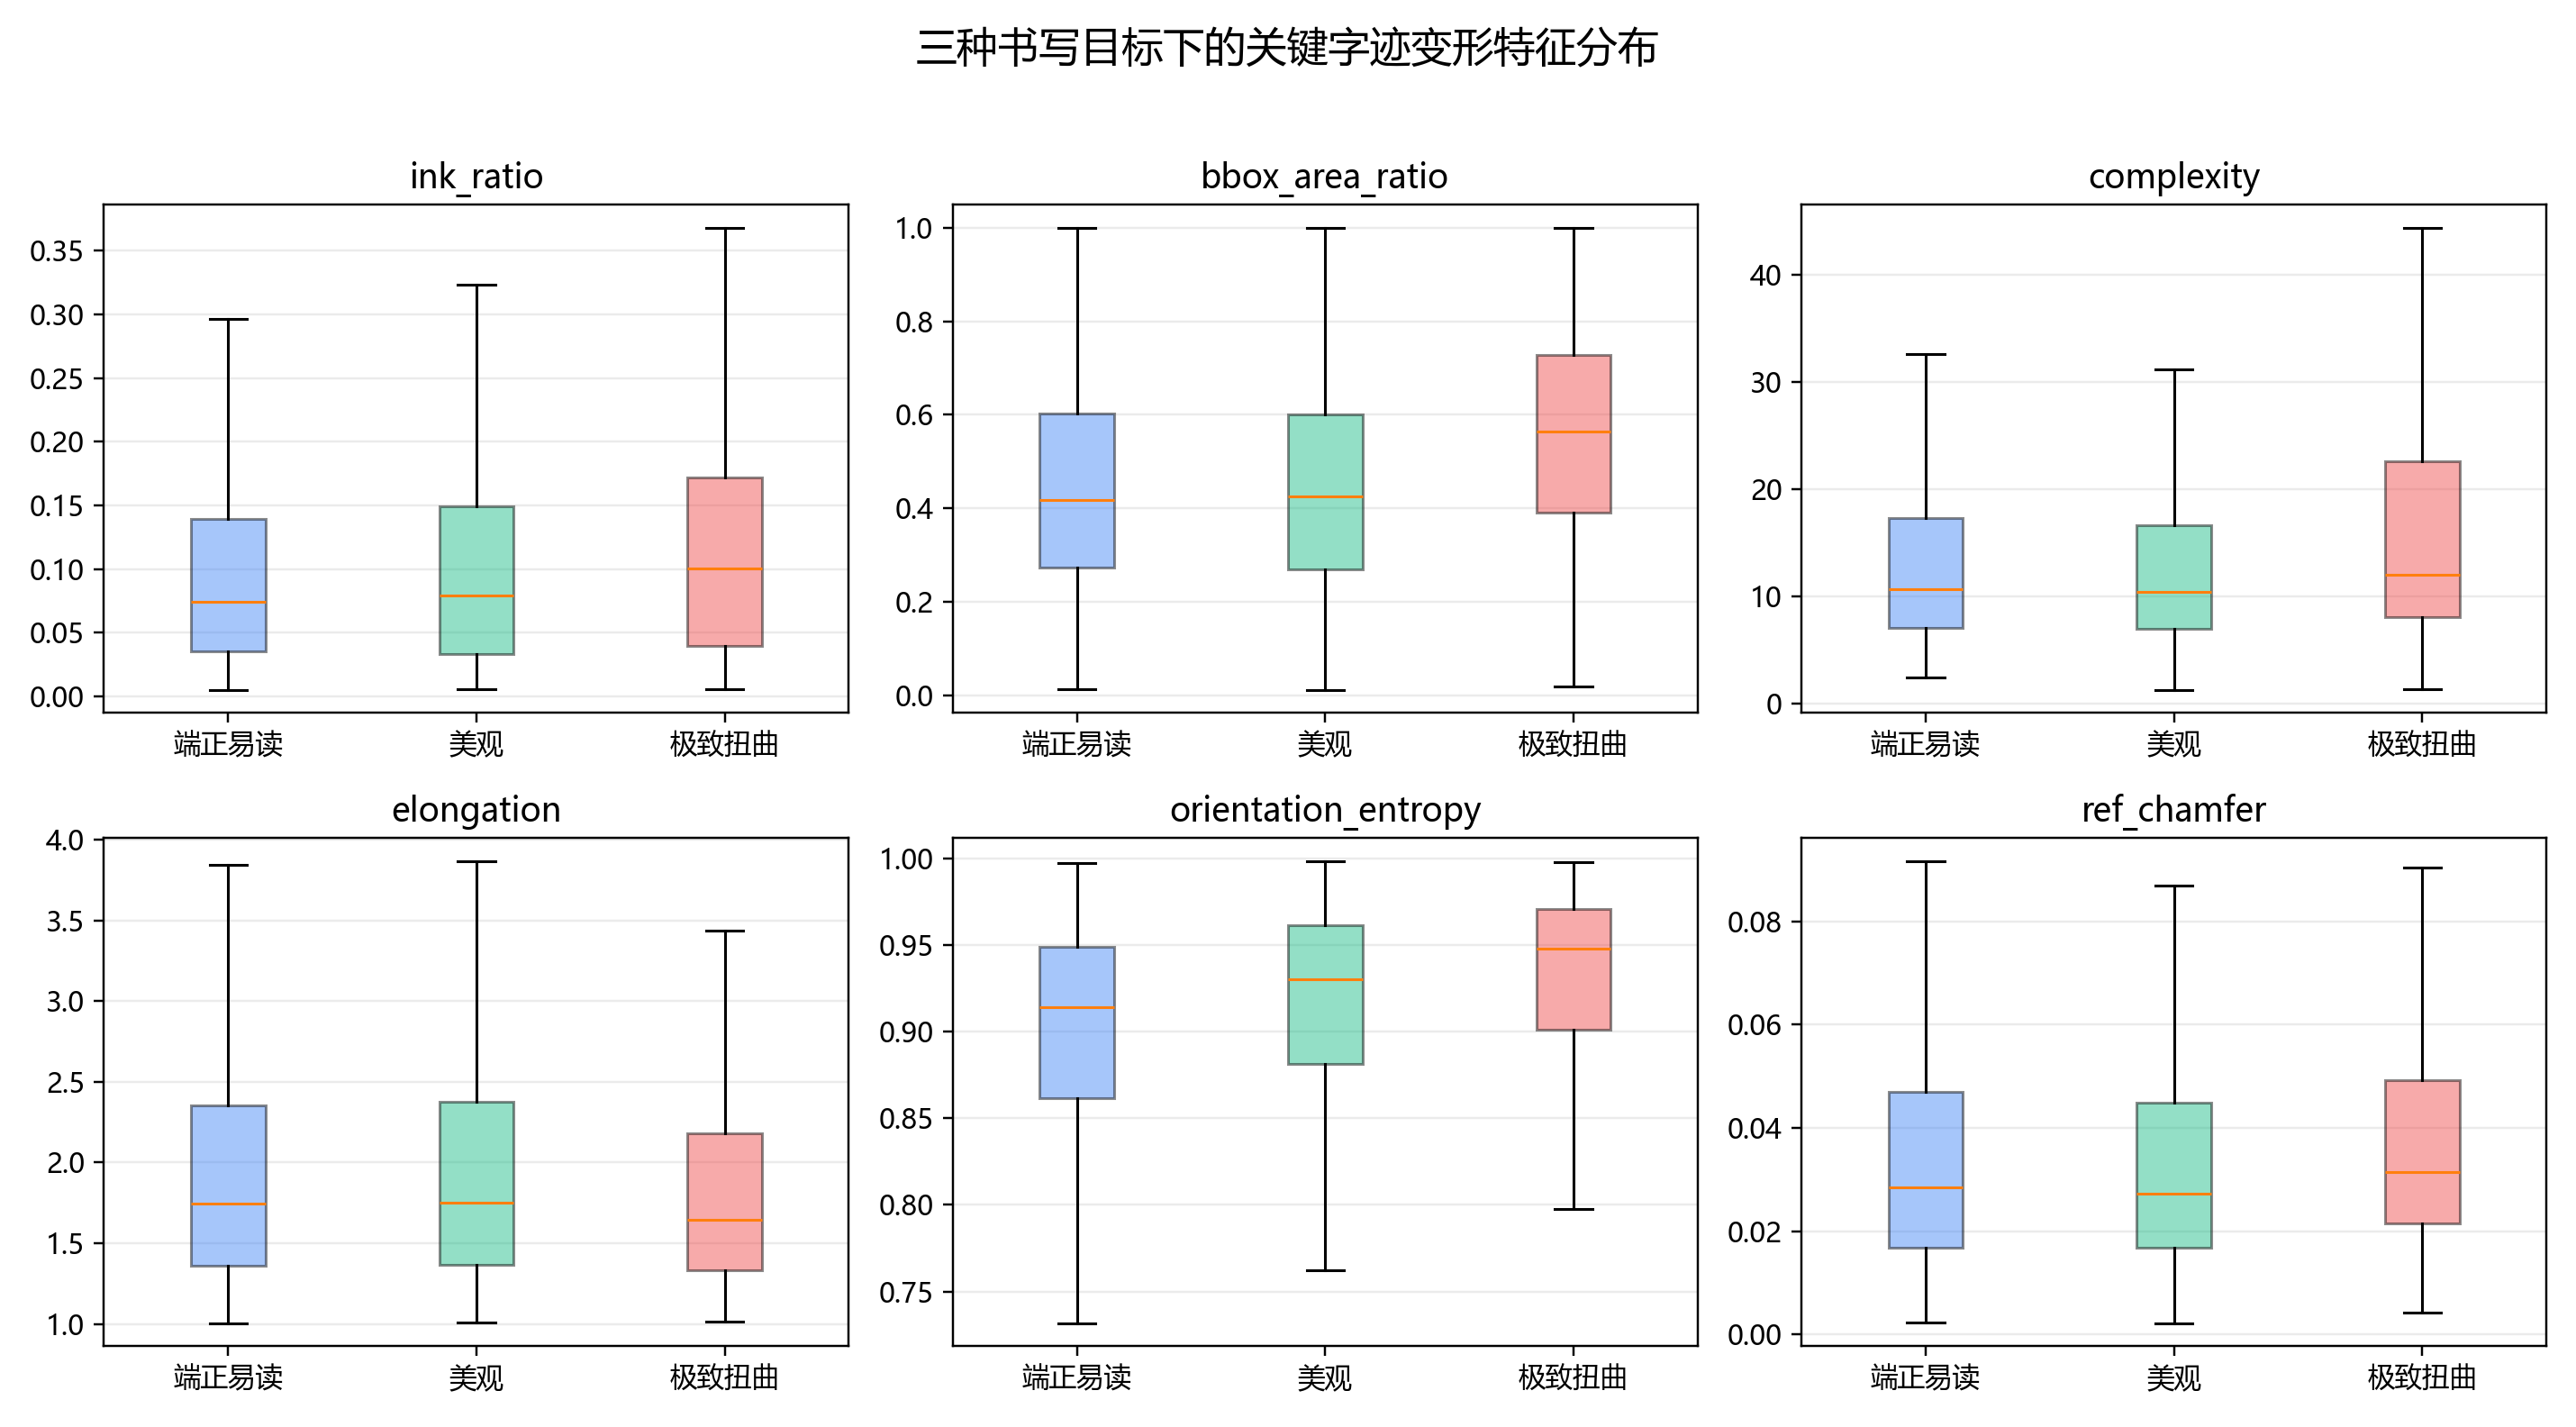 三种书写目标下的关键字迹变形特征分布
ink_ratio
0.35
0.30
0.25
0.20
0.15
0.10
0.05
0.00
端正易读 美观 极致扭曲
bbox_area_ratio
1.0
0.8
0.6
0.4
0.2
0.0
端正易读 美观 极致扭曲
complexity
40
30
20
10
0
端正易读 美观 极致扭曲
elongation
4.0
3.5
3.0
2.5
2.0
1.5
1.0
端正易读 美观 极致扭曲
orientation_entropy
1.00
0.95
0.90
0.85
0.80
0.75
端正易读 美观 极致扭曲
ref_chamfer
0.08
0.06
0.04
0.02
0.00
端正易读 美观 极致扭曲